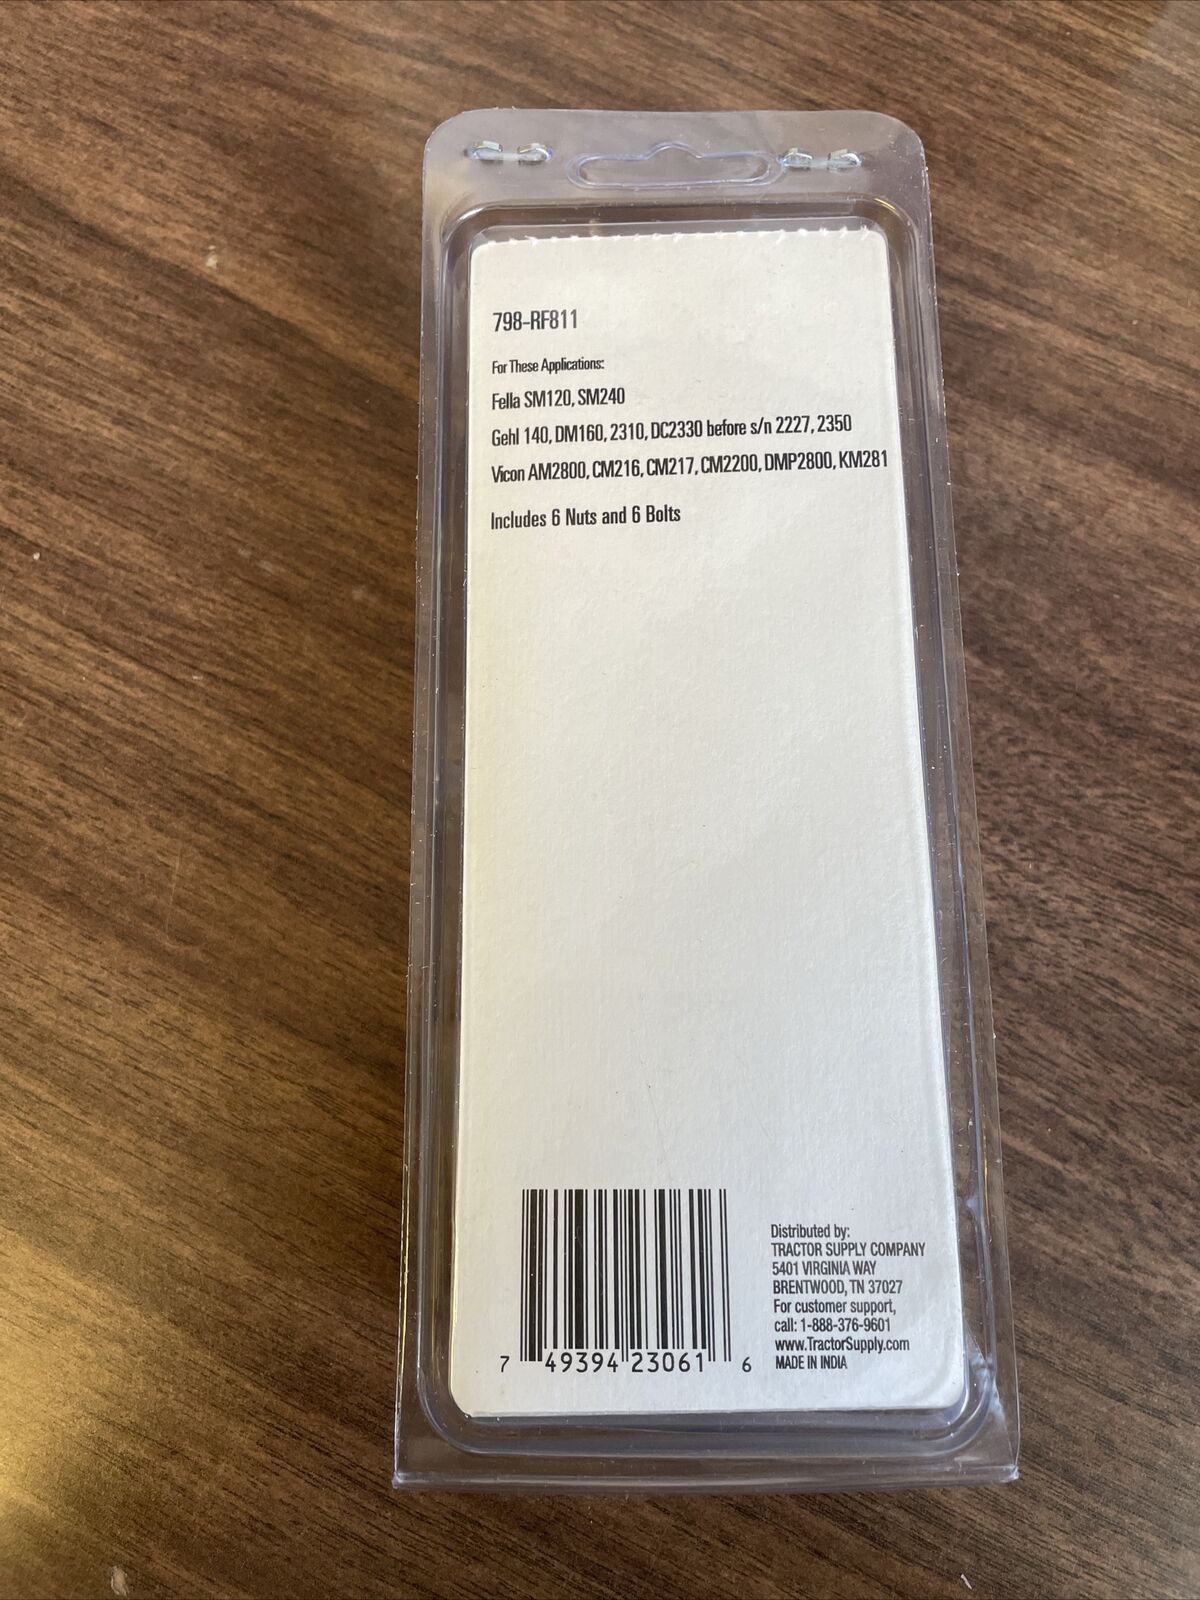 798-RF811
For These Applications:
Fella SM120, SM240
Gehl 140, DM160, 2310, DC2330 before s/n 2227, 2350
Vicon AM2800, CM216, CM217, CM2200, DMP2800, KM281
Includes 6 Nuts and 6 Bolts
7 49394 23061 6
Distributed by:
TRACTOR SUPPLY COMPANY
5401 VIRGINIA WAY
BRENTWOOD, TN 37027
For customer support,
call: 1-888-376-9601
www.TractorSupply.com
MADE IN INDIA